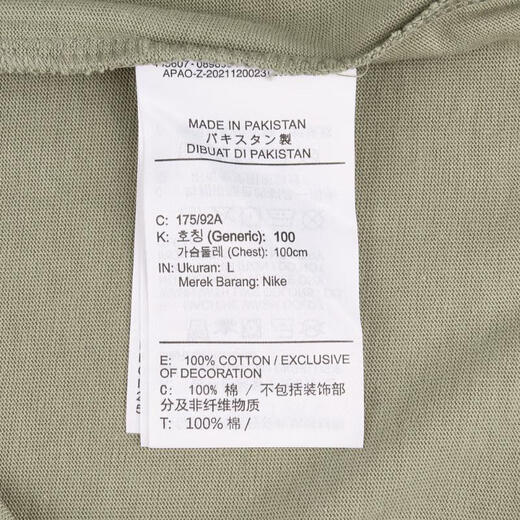 APAO-Z-2021120023
MADE IN PAKISTAN
パキスタン製
DIBUAT DI PAKISTAN
C: 175/92A
K: 호칭 (Generic): 100
가슴둘레 (Chest): 100cm
IN: Ukuran: L
Merek Barang: Nike
E: 100% COTTON / EXCLUSIVE
OF DECORATION
C: 100% 棉 / 不包括装饰部
分及非纤维物质
T: 100% 棉 /